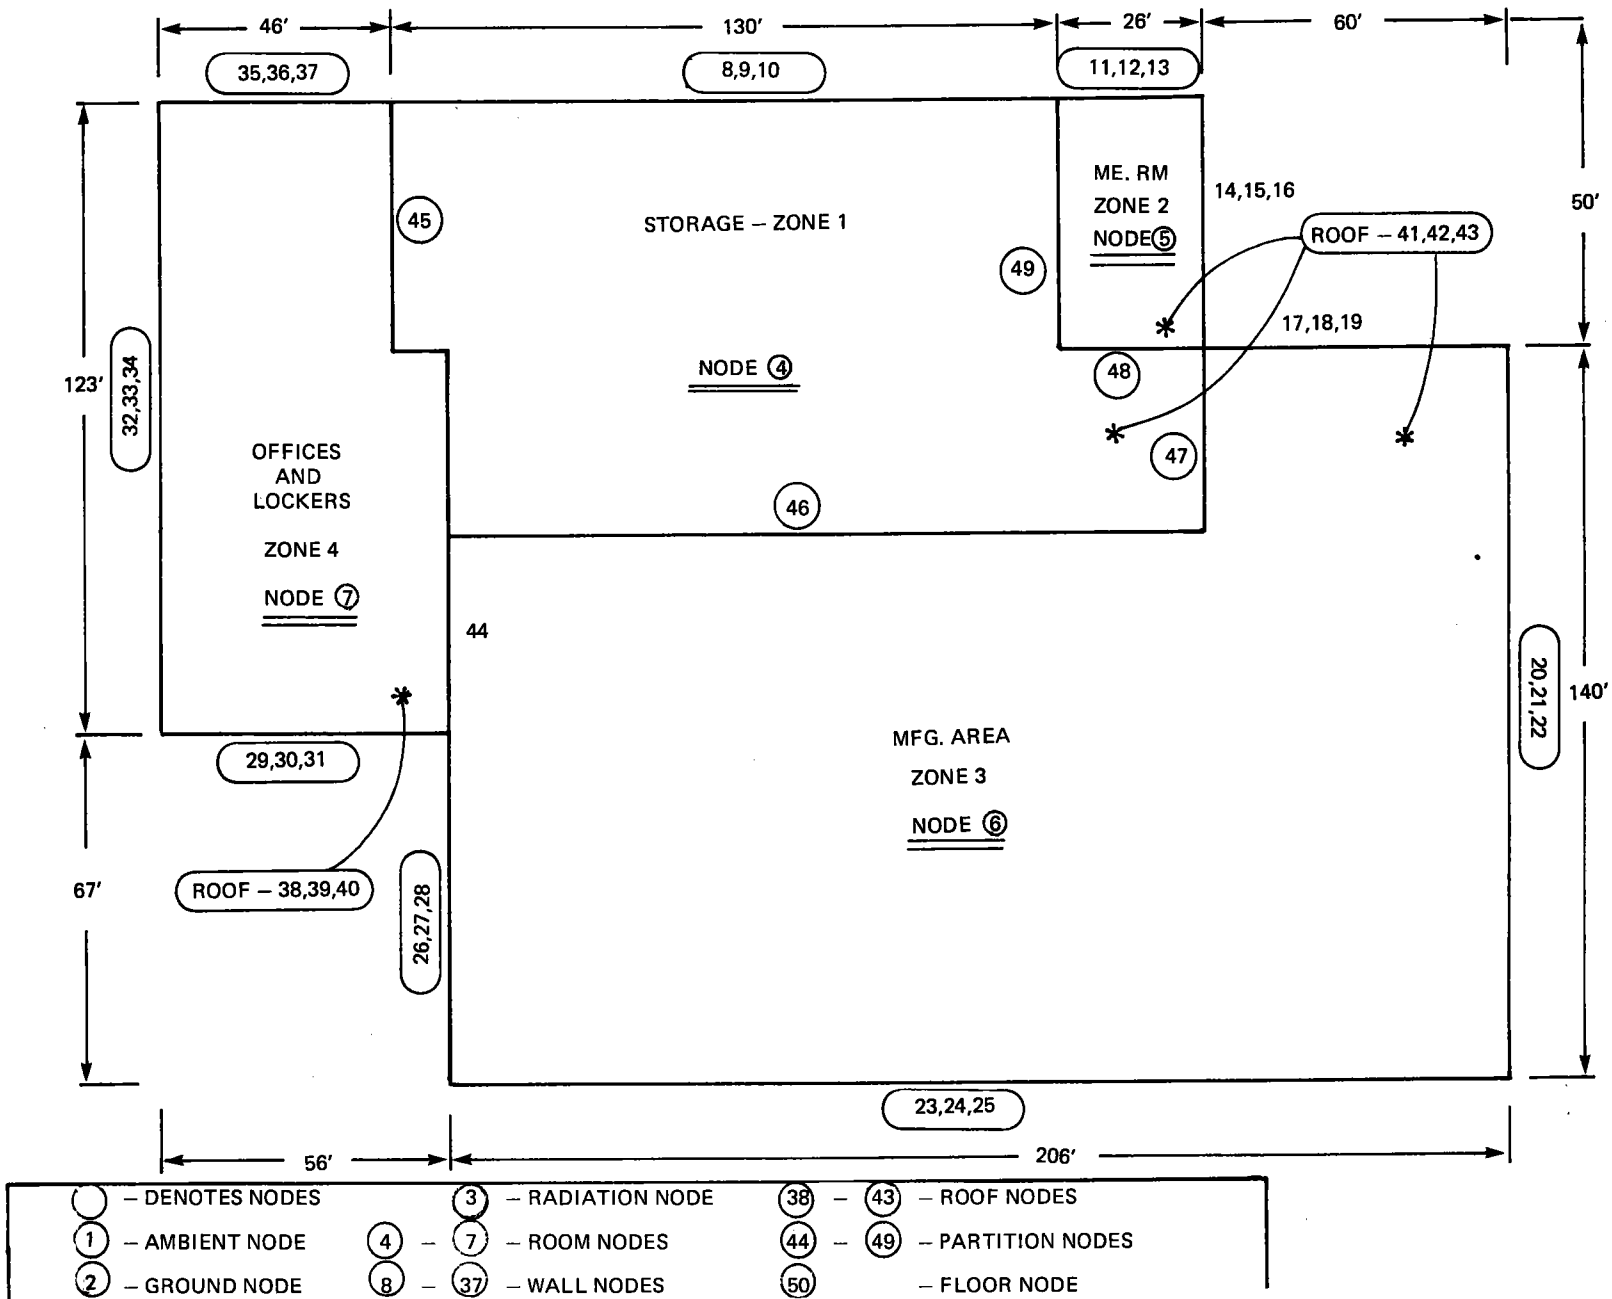 46' 130' 26' 60'
35,36,37 8,9,10 11,12,13
ME. RM
ZONE 2
NODE 5
14,15,16
50'
45
STORAGE – ZONE 1
ROOF – 41,42,43
49
17,18,19
123'
32,33,34
NODE 4
48
OFFICES
AND
LOCKERS
ZONE 4
NODE 7
47
46
44
20,21,22
140'
MFG. AREA
ZONE 3
NODE 6
29,30,31
67'
ROOF – 38,39,40
26,27,28
23,24,25
56' 206'
– DENOTES NODES 3 – RADIATION NODE 38 – 43 – ROOF NODES
1 – AMBIENT NODE 4 – 7 – ROOM NODES 44 – 49 – PARTITION NODES
2 – GROUND NODE 8 – 37 – WALL NODES 50 – FLOOR NODE